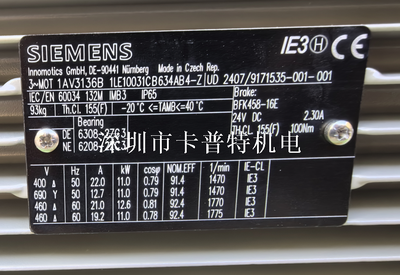 SIEMENS
IE3 H CE
Innomotics GmbH, DE-90441 Nürnberg Made in Czech Rep.
3~MOT 1AV3136B 1LE10031CB634AB4-Z UD 2407/9171535-001-001
IEC/EN 60034 132M IMB3 IP65
93kg Th.Cl. 155(F) -20°C <=TAMB<=40°C
Bearing
DE 6308-2ZC3
NE 6208-
Brake:
BFK458-16E
24V DC 2.30A
TH.CL. 155(F) 100Nm
深圳市卡普特机电
V Hz A kW cosφ NOM.EFF 1/min IE-CL
400 Δ 50 22.0 11.0 0.79 91.4 1470 IE3
690 Y 50 12.7 11.0 0.79 91.4 1470 IE3
460 Δ 60 21.0 12.6 0.81 92.4 1770 IE3
460 Δ 60 19.2 11.0 0.78 92.4 1775 IE3